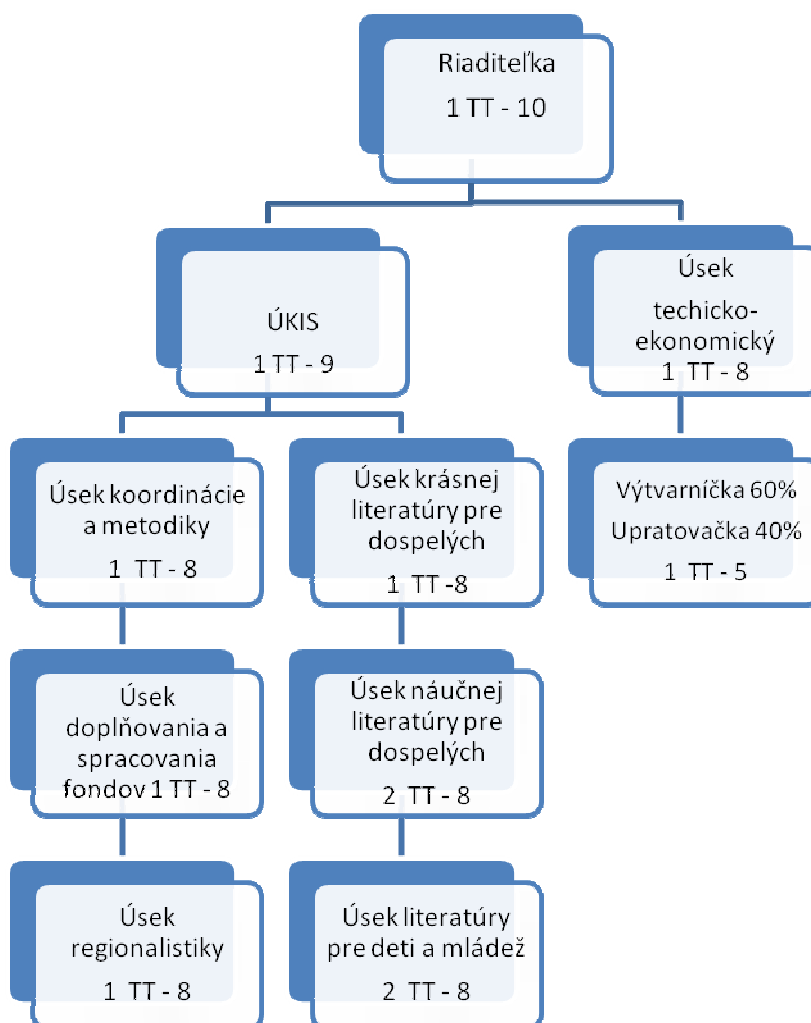 Riaditeľka
1 TT - 10
ÚKIS
1 TT - 9
Úsek
techicko-
ekonomický
1 TT - 8
Úsek koordinácie
a metodiky
1 TT - 8
Úsek krásnej
literatúry pre
dospelých
1 TT -8
Výtvarníčka 60%
Upratovačka 40%
1 TT - 5
Úsek
doplňovania a
spracovania
fondov 1 TT - 8
Úsek náučnej
literatúry pre
dospelých
2 TT - 8
Úsek
regionalistiky
1 TT - 8
Úsek literatúry
pre deti a mládež
2 TT - 8